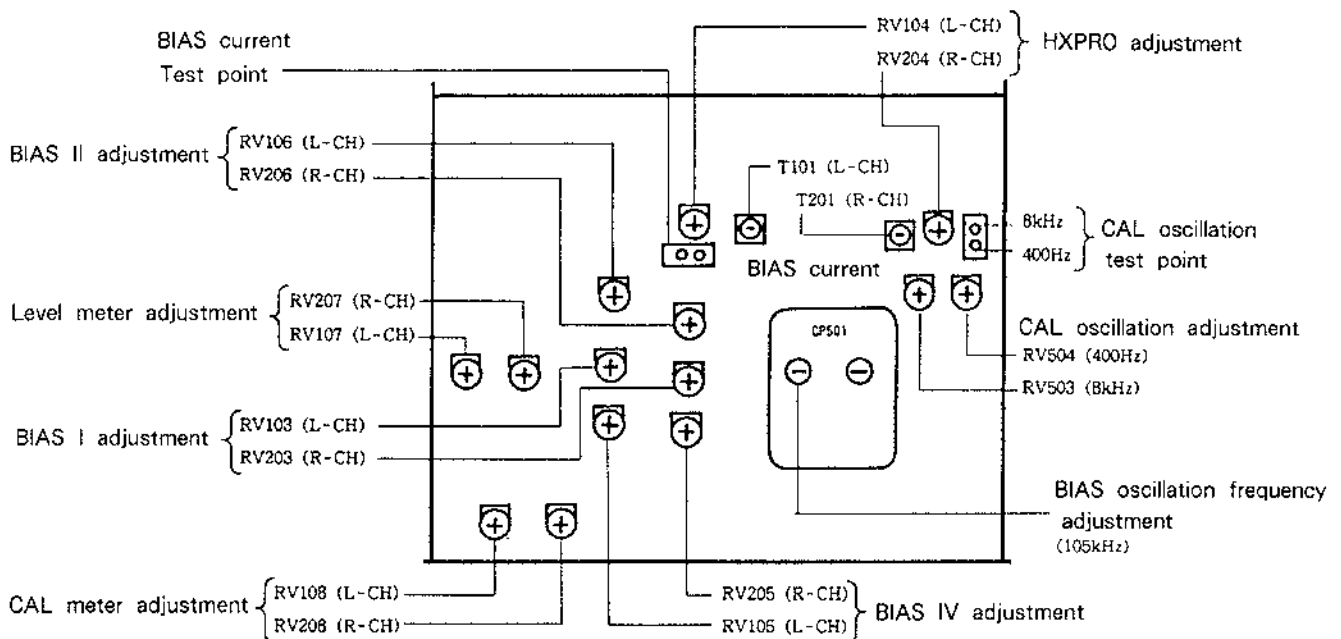 BIAS current
Test point
RV104 (L-CH)
RV204 (R-CH)
HXPRO adjustment
BIAS II adjustment
RV106 (L-CH)
RV206 (R-CH)
T101 (L-CH)
T201 (R-CH)
BIAS current
8kHz
400Hz
CAL oscillation
test point
Level meter adjustment
RV207 (R-CH)
RV107 (L-CH)
CP501
CAL oscillation adjustment
RV504 (400Hz)
RV503 (8kHz)
BIAS I adjustment
RV103 (L-CH)
RV203 (R-CH)
BIAS oscillation frequency
adjustment
(105kHz)
CAL meter adjustment
RV108 (L-CH)
RV208 (R-CH)
RV205 (R-CH)
RV105 (L-CH)
BIAS IV adjustment